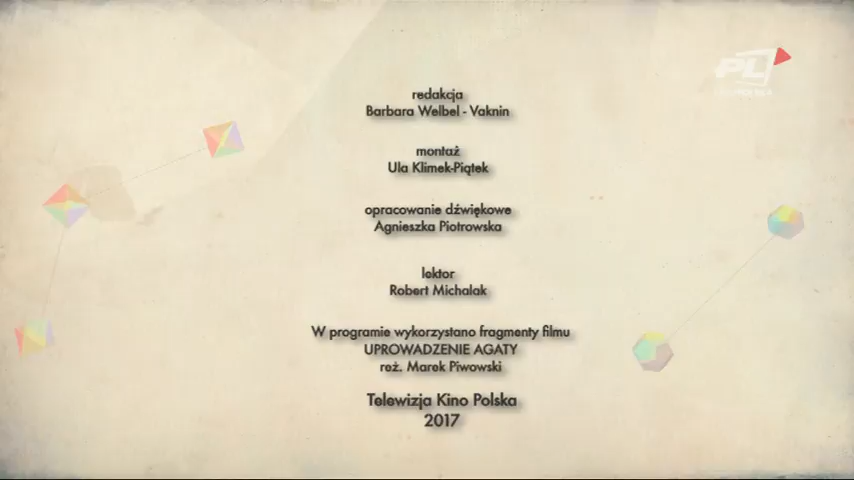 PL
redakcja
Barbara Welbel - Vaknin
montaż
Ula Klimek-Piątek
opracowanie dźwiękowe
Agnieszka Piotrowska
lektor
Robert Michalak
W programie wykorzystano fragmenty filmu
UPROWADZENIE AGATY
reż. Marek Piwowski
Telewizja Kino Polska
2017